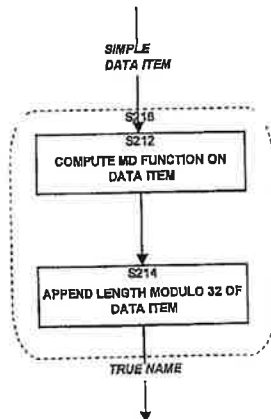 SIMPLE
DATA ITEM
S216
S212
COMPUTE MD FUNCTION ON
DATA ITEM
S214
APPEND LENGTH MODULO 32 OF
DATA ITEM
TRUE NAME